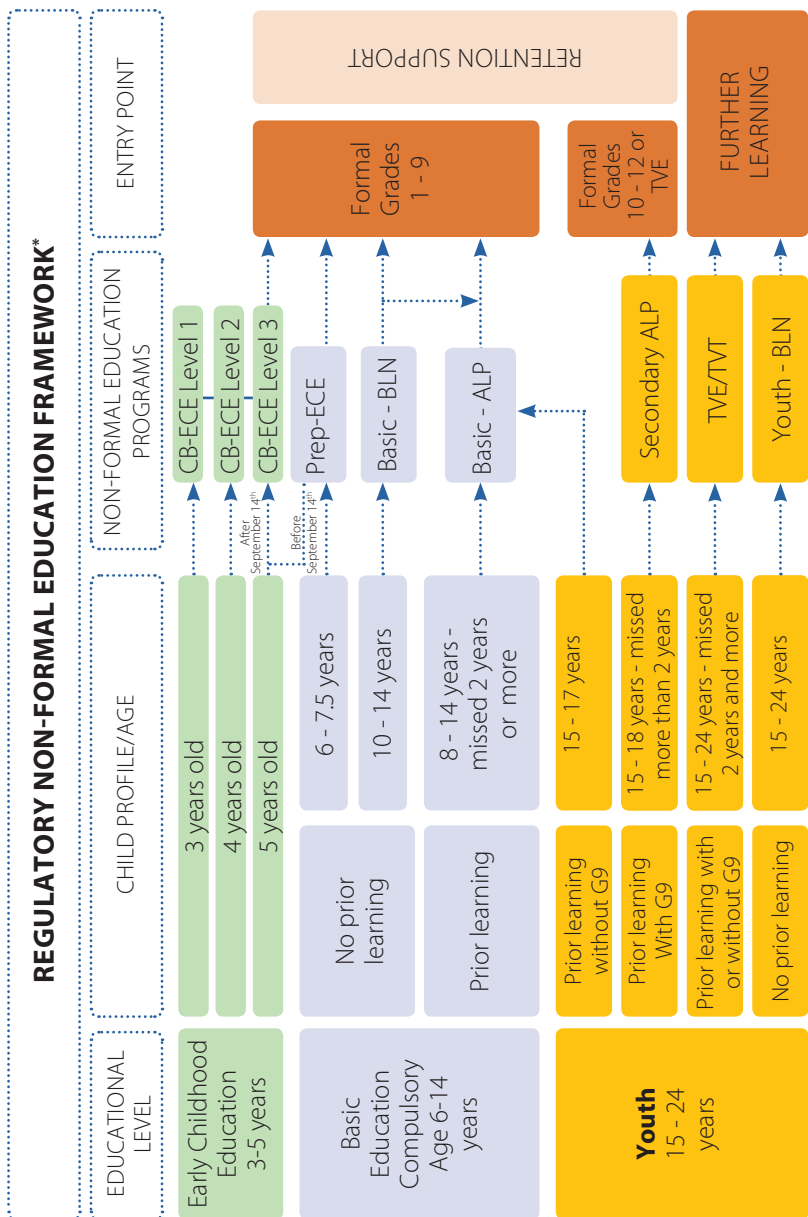 REGULATORY NON-FORMAL EDUCATION FRAMEWORK*
EDUCATIONAL
LEVEL
CHILD PROFILE/AGE
NON-FORMAL EDUCATION
PROGRAMS
ENTRY POINT
Early Childhood
Education
3-5 years
3 years old
4 years old
5 years old
After
September 14th
Before
September 14th
CB-ECE Level 1
CB-ECE Level 2
CB-ECE Level 3
Basic
Education
Compulsory
Age 6-14
years
No prior
learning
Prior learning
6 - 7.5 years
10 - 14 years
8 - 14 years -
missed 2 years
or more
Prep-ECE
Basic - BLN
Basic - ALP
Formal
Grades
1 - 9
RETENTION SUPPORT
Youth
15 - 24
years
Prior learning
without G9
Prior learning
With G9
Prior learning with
or without G9
No prior learning
15 - 17 years
15 - 18 years - missed
more than 2 years
15 - 24 years - missed
2 years and more
15 - 24 years
Secondary ALP
TVE/TVT
Youth - BLN
Formal
Grades
10 - 12 or
TVE
FURTHER
LEARNING